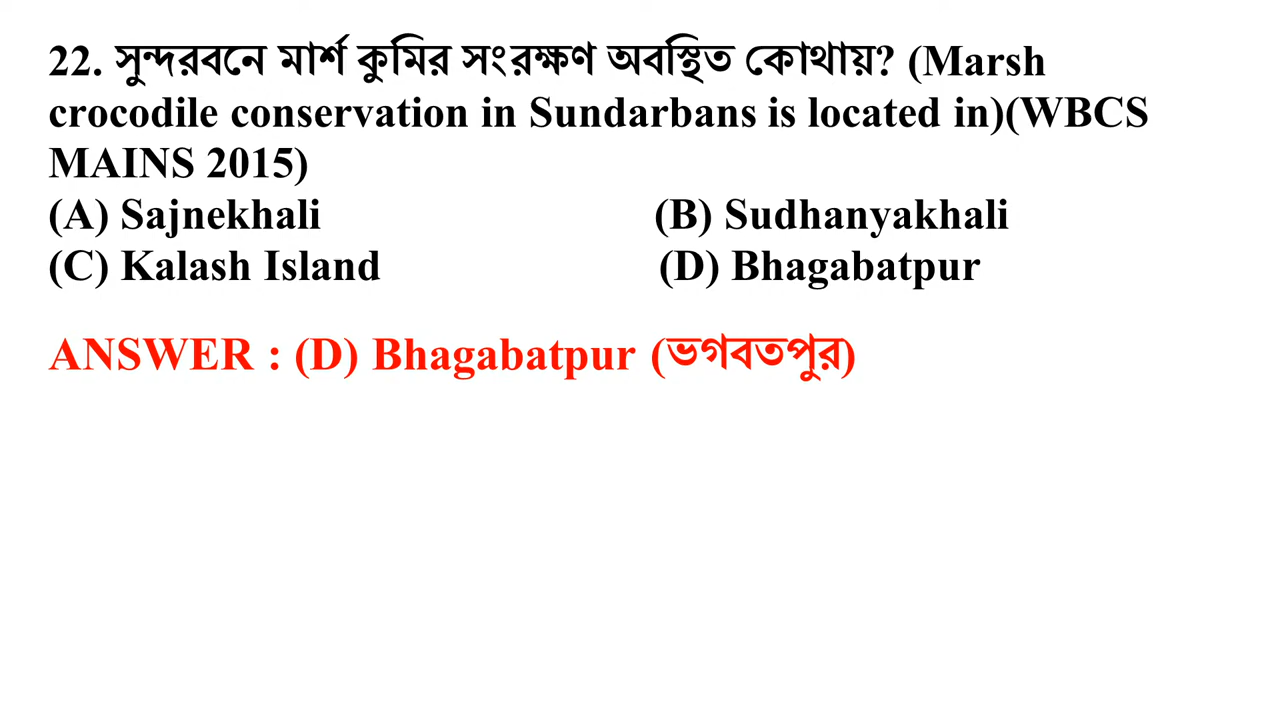 22. সুন্দরবনে মার্শ কুমির সংরক্ষণ অবস্থিত কোথায়? (Marsh
crocodile conservation in Sundarbans is located in)(WBCS
MAINS 2015)
(A) Sajnekhali (B) Sudhanyakhali
(C) Kalash Island (D) Bhagabatpur
ANSWER : (D) Bhagabatpur (ভগবতপুর)